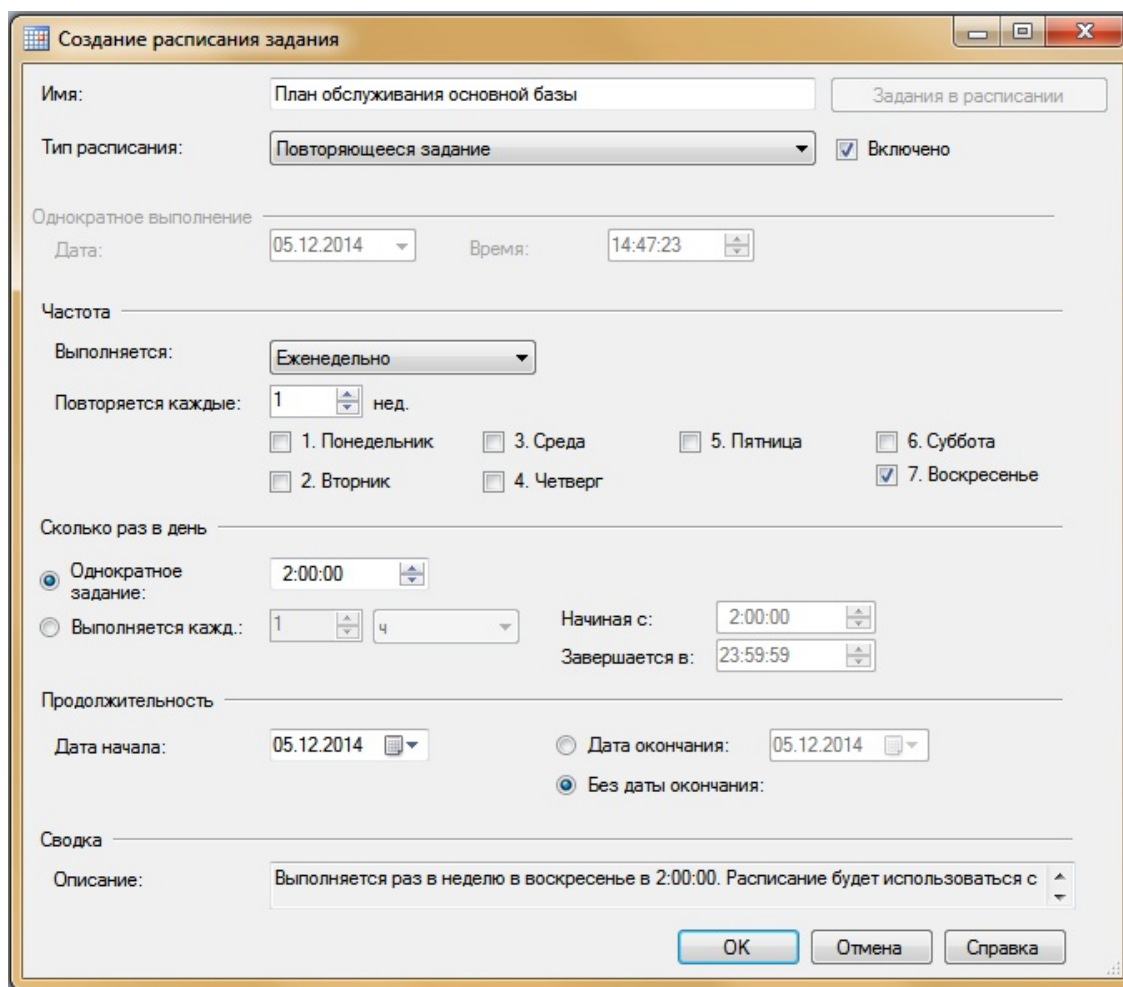 Создание расписания задания
Имя: План обслуживания основной базы Задания в расписании
Тип расписания: Повторяющееся задание Включено
Однократное выполнение
Дата: 05.12.2014 Время: 14:47:23
Частота
Выполняется: Еженедельно
Повторяется каждые: 1 нед.
1. Понедельник 3. Среда 5. Пятница 6. Суббота
2. Вторник 4. Четверг 7. Воскресенье
Сколько раз в день
Однократное
задание: 2:00:00
Выполняется кажд.: 1 ч Начиная с: 2:00:00
Завершается в: 23:59:59
Продолжительность
Дата начала: 05.12.2014 Дата окончания: 05.12.2014
Без даты окончания:
Сводка
Описание: Выполняется раз в неделю в воскресенье в 2:00:00. Расписание будет использоваться с
OK Отмена Справка